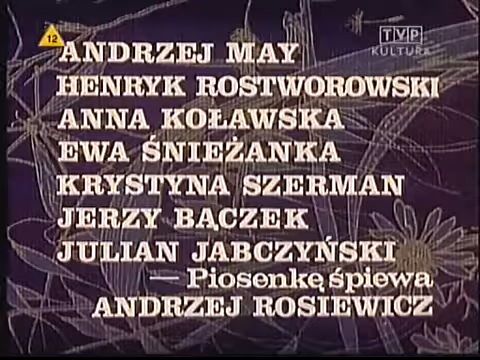 12
TVP
KULTURA
ANDRZEJ MAY
HENRYK ROSTWOROWSKI
ANNA KOŁAWSKA
EWA ŚNIEŻANKA
KRYSTYNA SZERMAN
JERZY BĄCZEK
JULIAN JABCZYŃSKI
— Piosenkę śpiewa
ANDRZEJ ROSIEWICZ